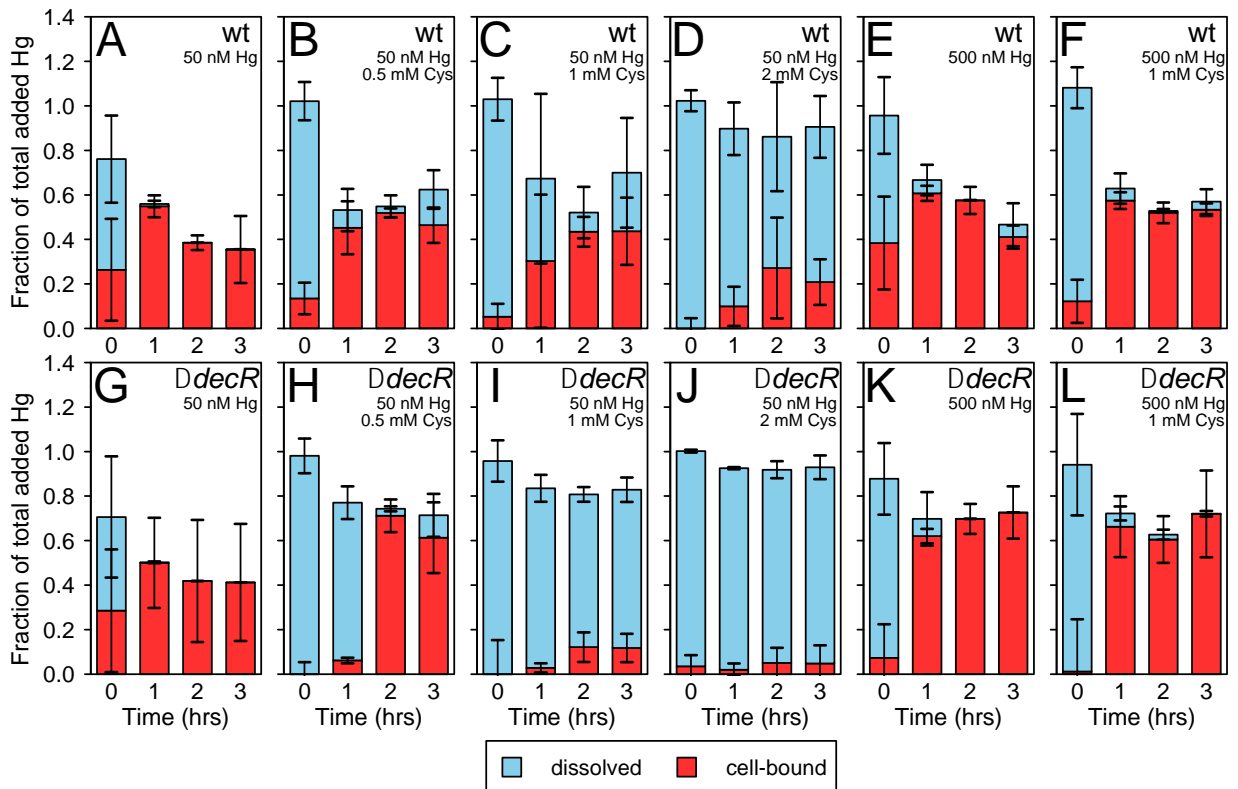 Fraction of total added Hg
1.4
1.2
1.0
0.8
0.6
0.4
0.2
0.0
A
wt
50 nM Hg
0 1 2 3
B
wt
50 nM Hg
0.5 mM Cys
0 1 2 3
C
wt
50 nM Hg
1 mM Cys
0 1 2 3
D
wt
50 nM Hg
2 mM Cys
0 1 2 3
E
wt
500 nM Hg
0 1 2 3
F
wt
500 nM Hg
1 mM Cys
0 1 2 3
Fraction of total added Hg
1.4
1.2
1.0
0.8
0.6
0.4
0.2
0.0
G
DdecR
50 nM Hg
0 1 2 3
Time (hrs)
H
DdecR
50 nM Hg
0.5 mM Cys
0 1 2 3
Time (hrs)
I
DdecR
50 nM Hg
1 mM Cys
0 1 2 3
Time (hrs)
J
DdecR
50 nM Hg
2 mM Cys
0 1 2 3
Time (hrs)
K
DdecR
500 nM Hg
0 1 2 3
Time (hrs)
L
DdecR
500 nM Hg
1 mM Cys
0 1 2 3
Time (hrs)
dissolved cell-bound